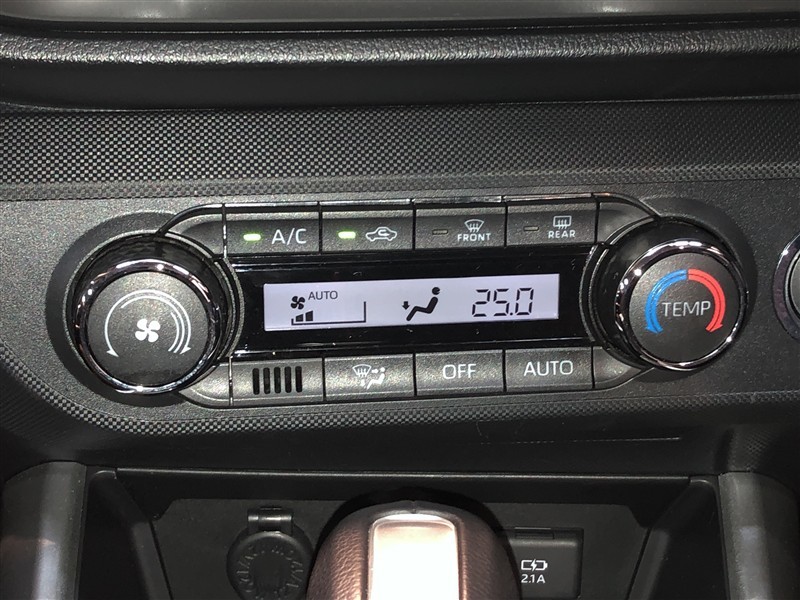 A/C
FRONT
REAR
AUTO
25.0
TEMP
OFF
AUTO
2.1A